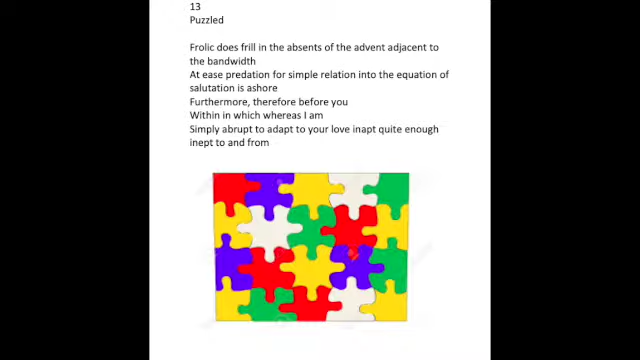 13
Puzzled
Frolic does frill in the absents of the advent adjacent to
the bandwidth
At ease predation for simple relation into the equation of
salutation is ashore
Furthermore, therefore before you
Within in which whereas I am
Simply abrupt to adapt to your love inapt quite enough
inept to and from